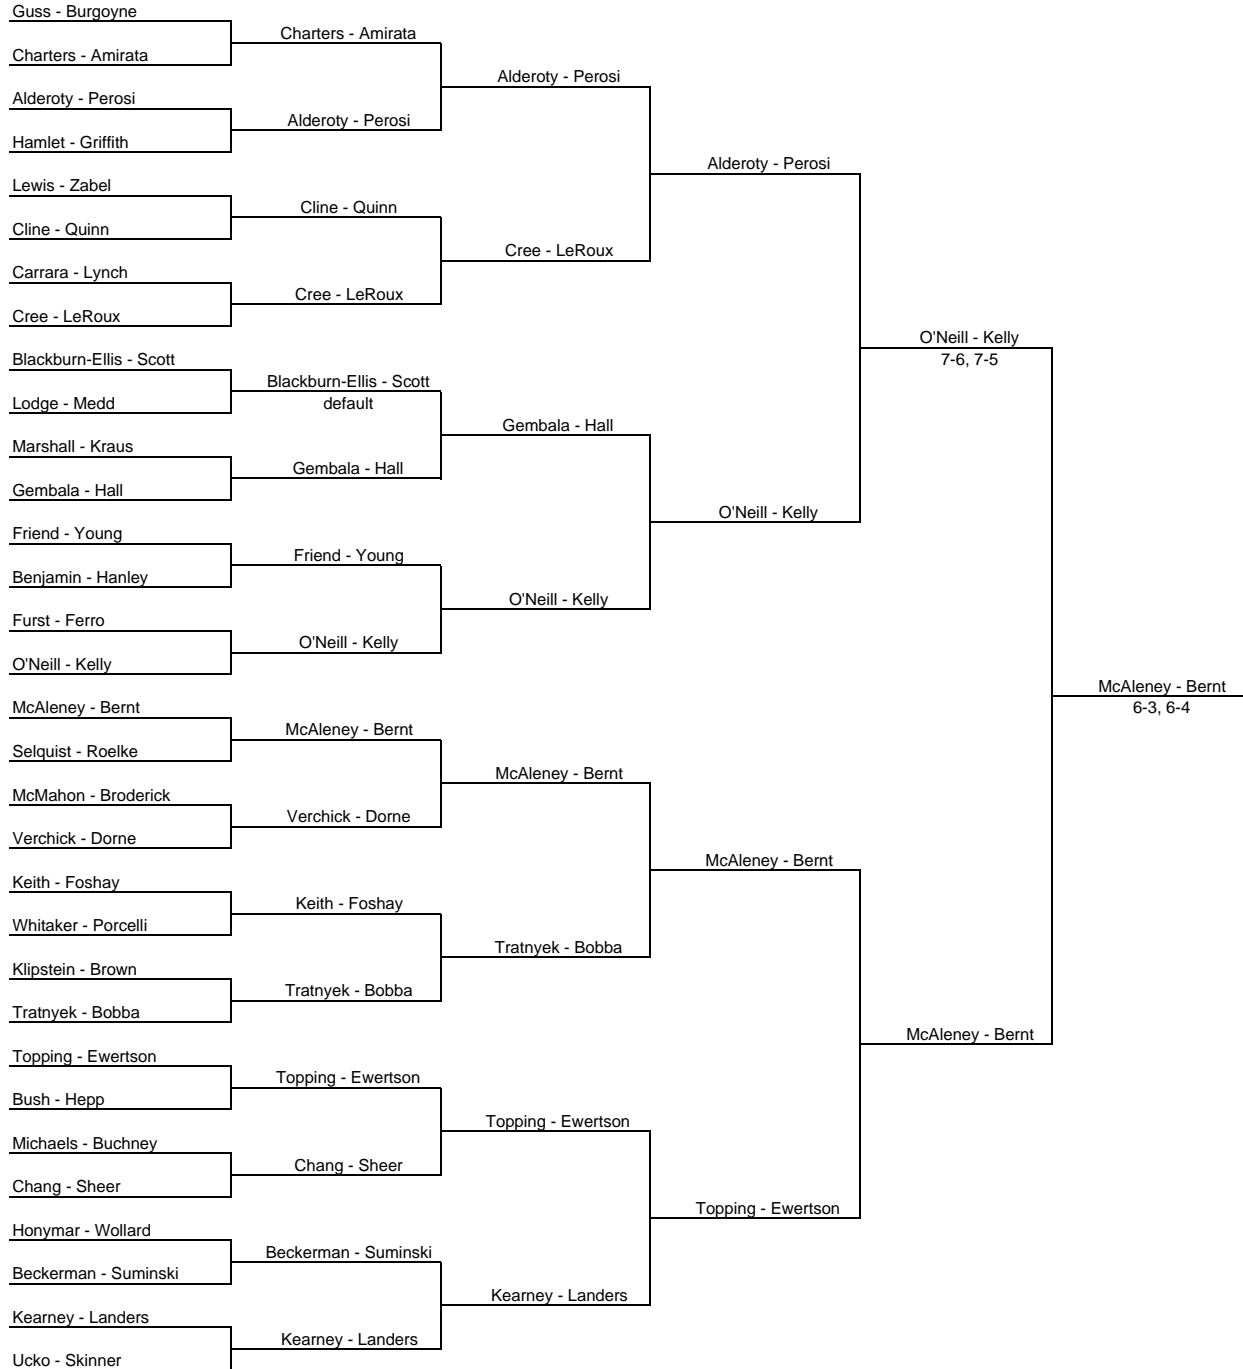 Guss - Burgoyne
Charters - Amirata
Charters - Amirata
Alderoty - Perosi
Alderoty - Perosi
Alderoty - Perosi
Hamlet - Griffith
Alderoty - Perosi
Lewis - Zabel
Cline - Quinn
Cline - Quinn
Cree - LeRoux
Carrara - Lynch
Cree - LeRoux
Cree - LeRoux
O'Neill - Kelly
7-6, 7-5
Blackburn-Ellis - Scott
Blackburn-Ellis - Scott
default
Lodge - Medd
Gembala - Hall
Marshall - Kraus
Gembala - Hall
Gembala - Hall
O'Neill - Kelly
Friend - Young
Friend - Young
Benjamin - Hanley
O'Neill - Kelly
Furst - Ferro
O'Neill - Kelly
O'Neill - Kelly
McAleney - Bernt
6-3, 6-4
McAleney - Bernt
McAleney - Bernt
Selquist - Roelke
McAleney - Bernt
McMahon - Broderick
Verchick - Dorne
Verchick - Dorne
McAleney - Bernt
Keith - Foshay
Keith - Foshay
Whitaker - Porcelli
Tratnyek - Bobba
Klipstein - Brown
Tratnyek - Bobba
Tratnyek - Bobba
McAleney - Bernt
Topping - Ewertson
Topping - Ewertson
Bush - Hepp
Topping - Ewertson
Michaels - Buchney
Chang - Sheer
Chang - Sheer
Topping - Ewertson
Honymar - Wollard
Beckerman - Suminski
Beckerman - Suminski
Kearney - Landers
Kearney - Landers
Kearney - Landers
Ucko - Skinner